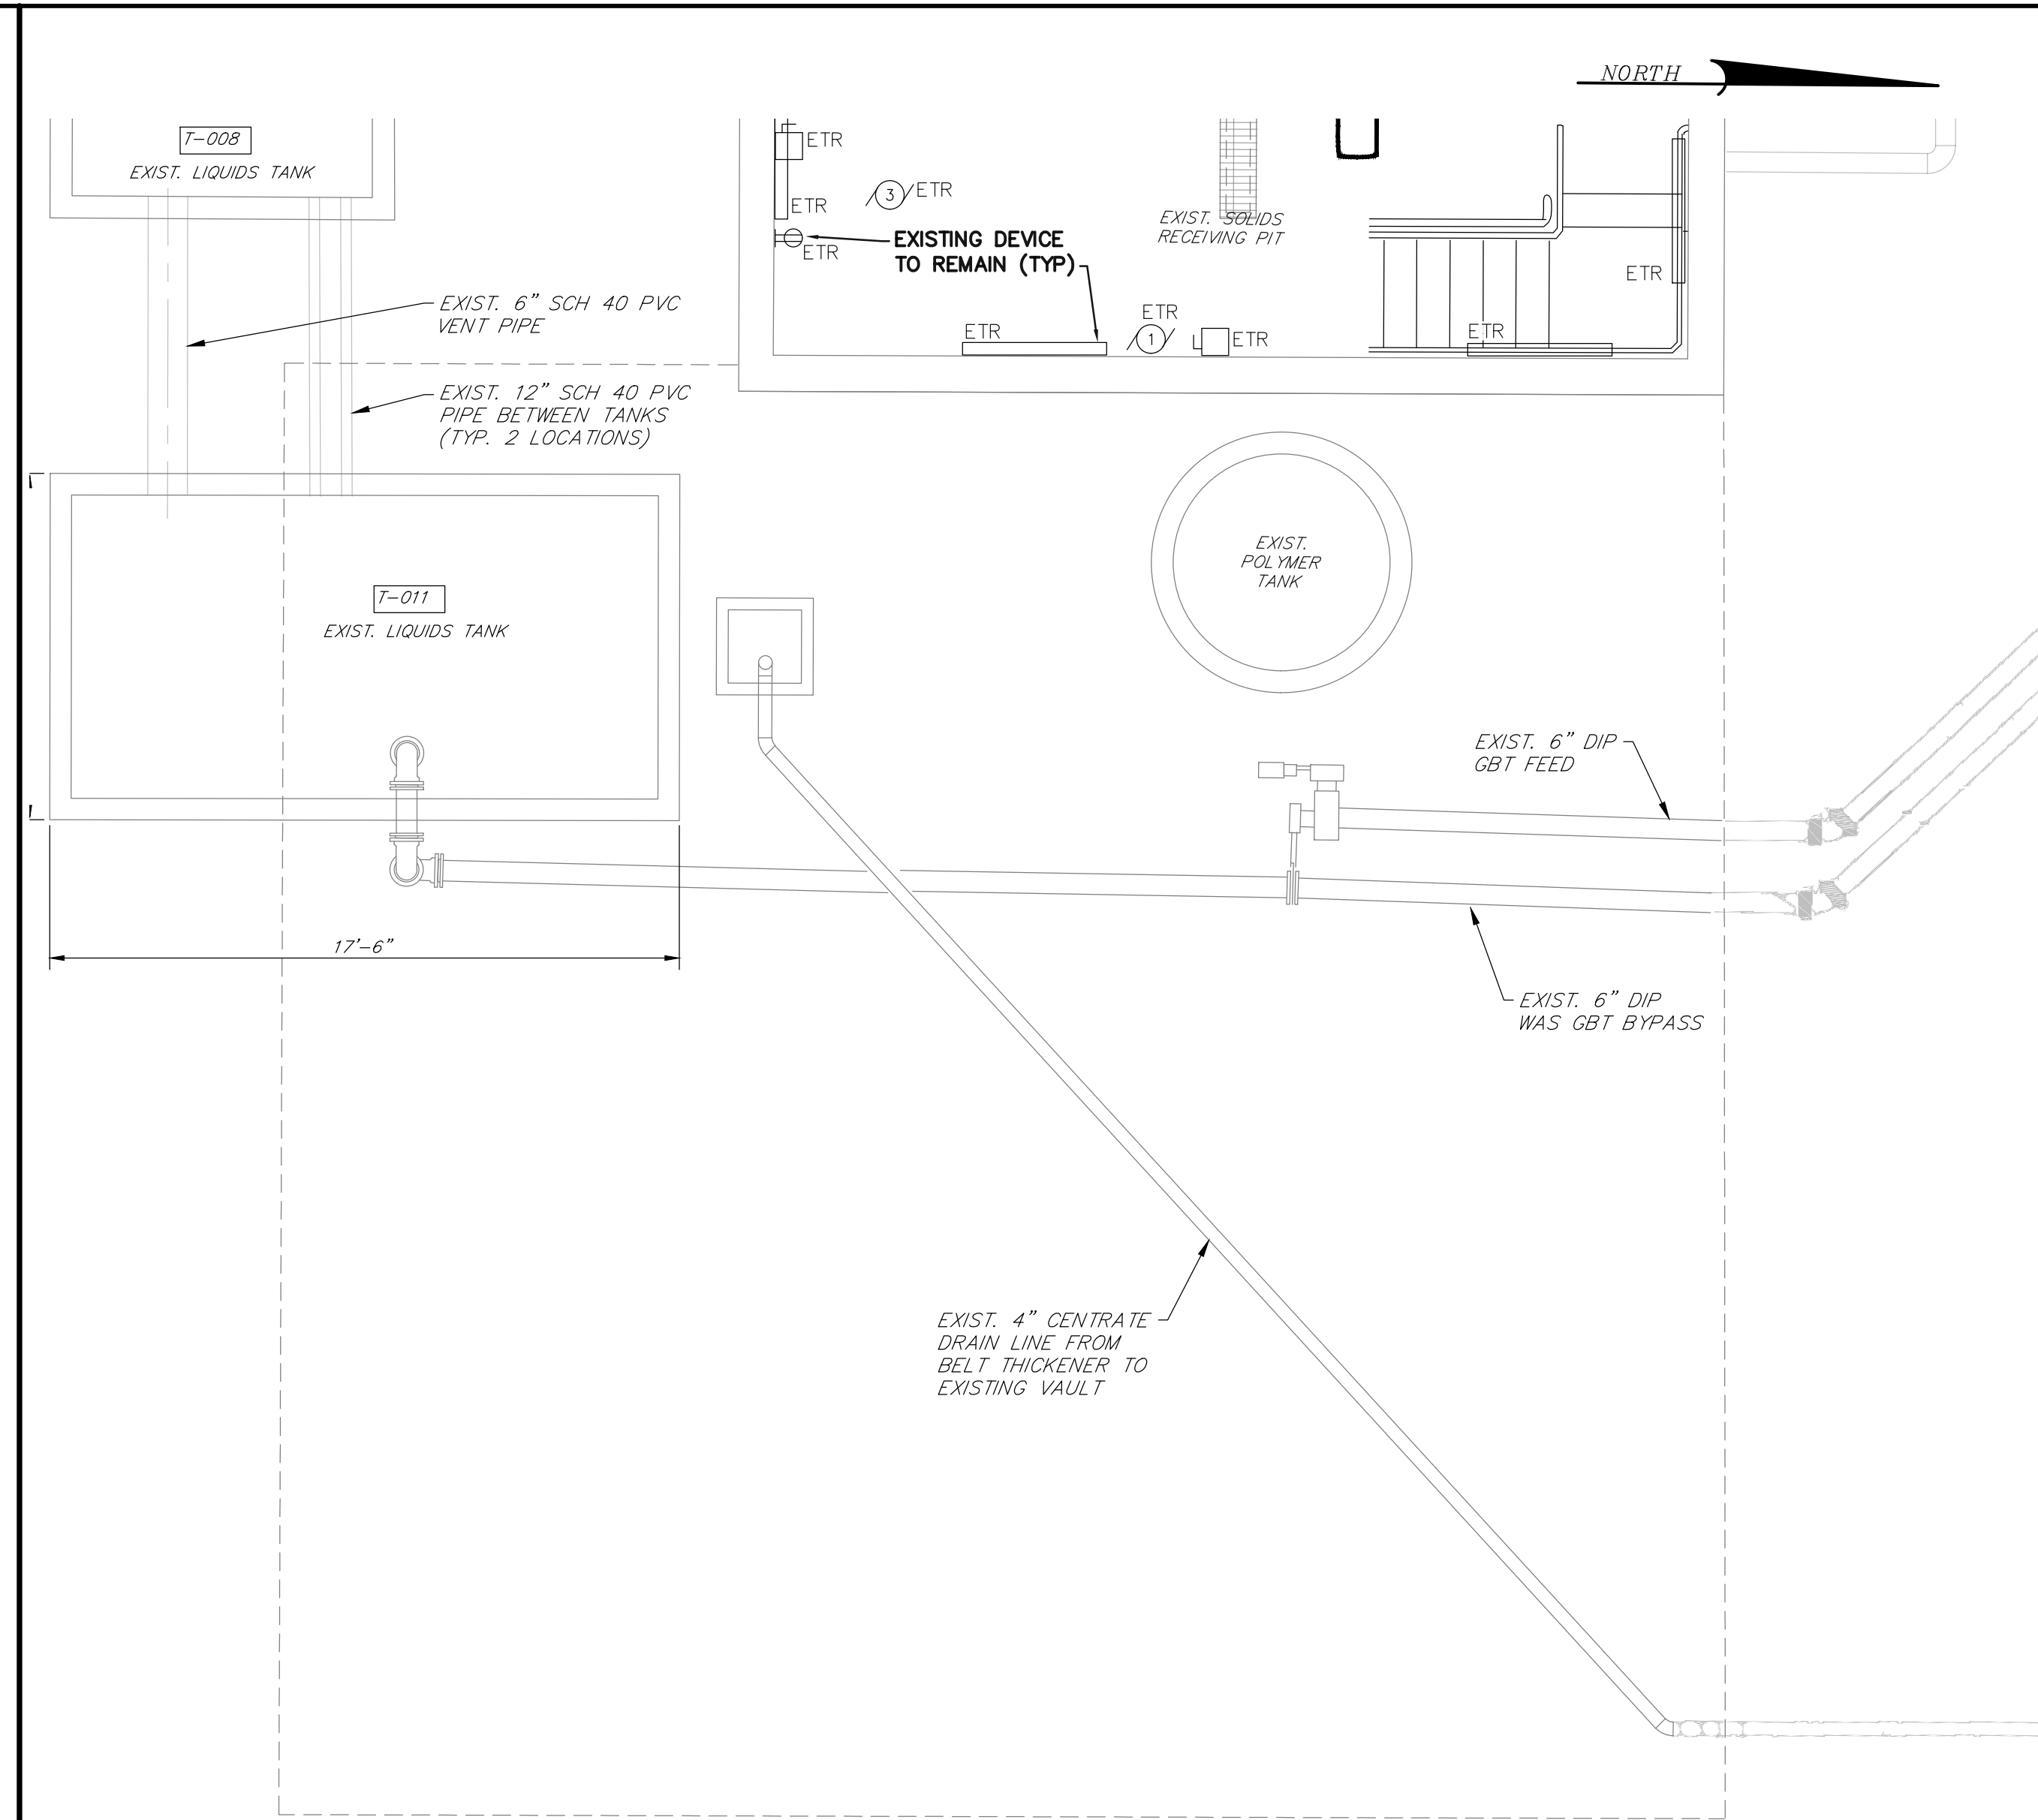 NORTH
T-008
EXIST. LIQUIDS TANK
ETR
3 ETR
ETR
EXIST. SOLIDS
RECEIVING PIT
EXISTING DEVICE
TO REMAIN (TYP)
ETR
ETR
EXIST. 6" SCH 40 PVC
VENT PIPE
ETR
ETR
1
ETR
ETR
EXIST. 12" SCH 40 PVC
PIPE BETWEEN TANKS
(TYP. 2 LOCATIONS)
EXIST.
POLYMER
TANK
T-011
EXIST. LIQUIDS TANK
EXIST. 6" DIP
GBT FEED
17'-6"
EXIST. 6" DIP
WAS GBT BYPASS
EXIST. 4" CENTRATE
DRAIN LINE FROM
BELT THICKENER TO
EXISTING VAULT